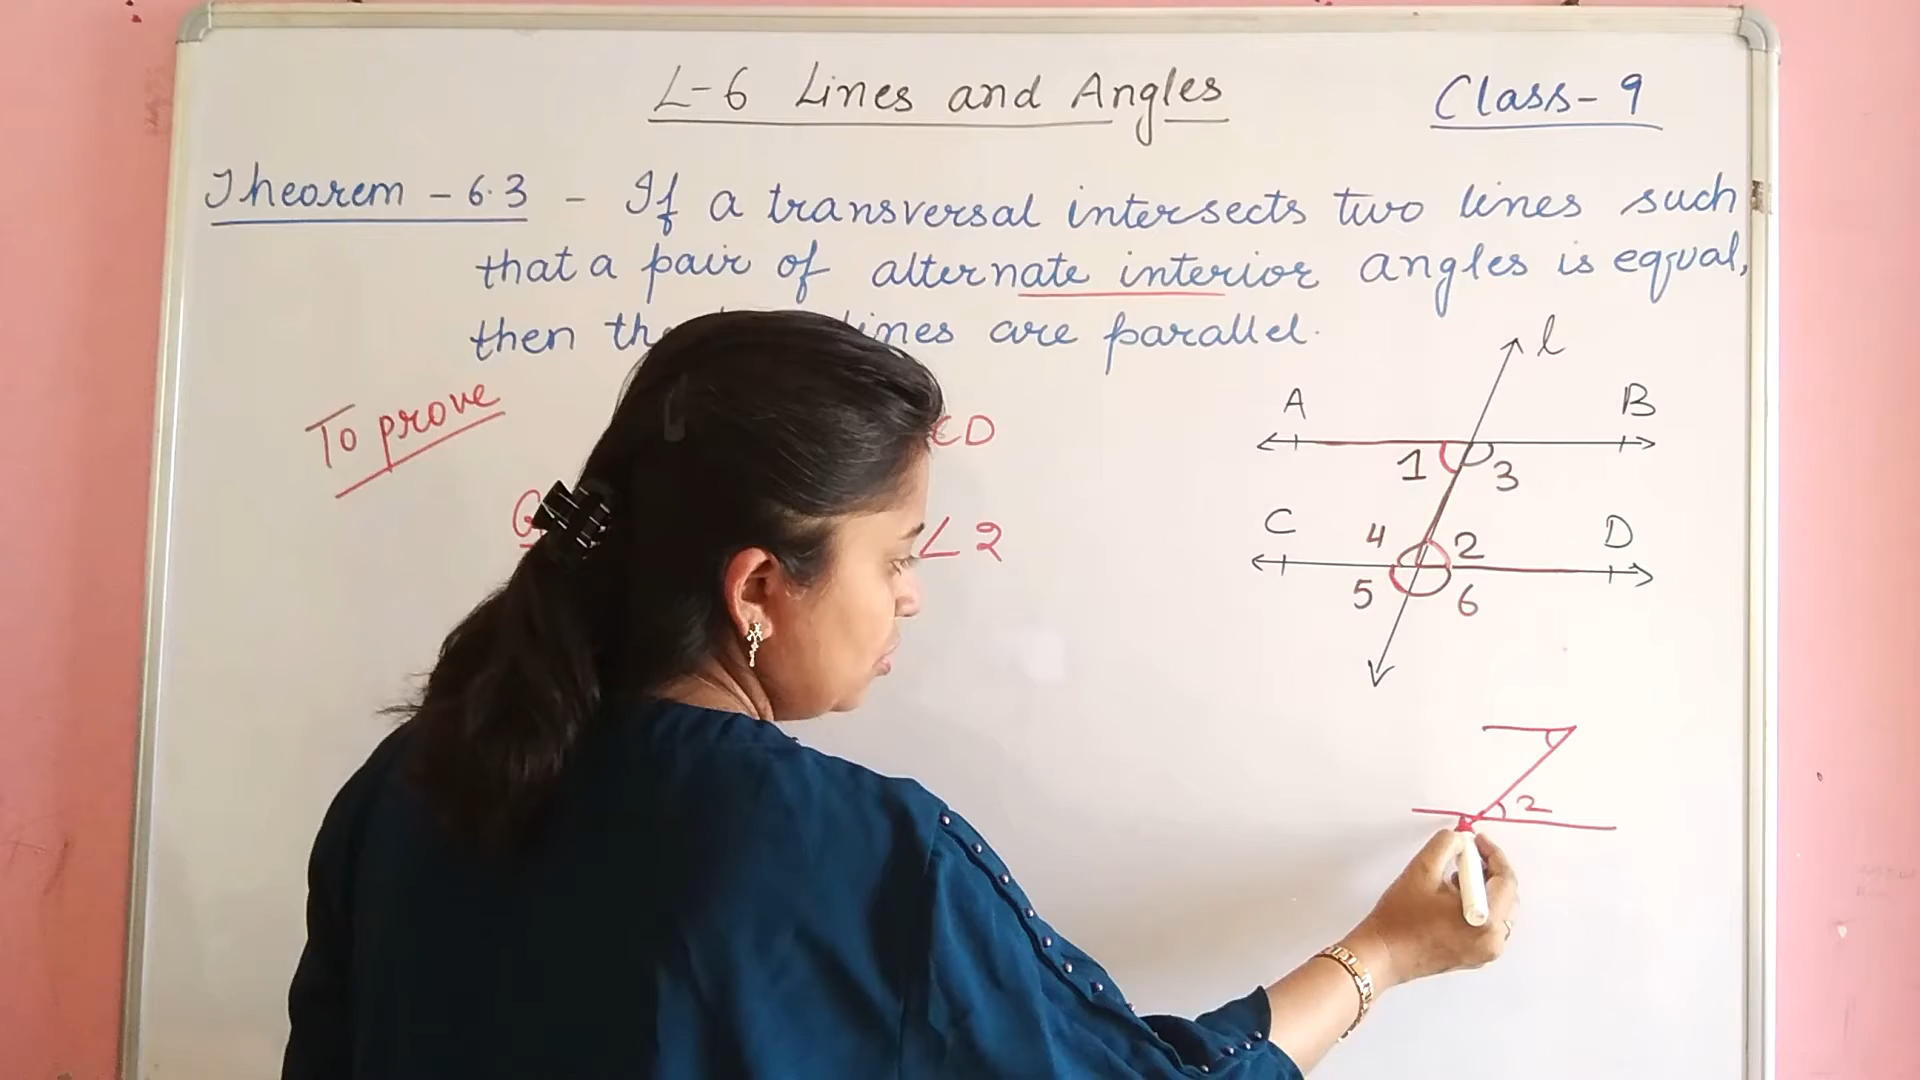 L-6 Lines and Angles
Class-9
Theorem - 6.3 - If a transversal intersects two lines such
that a pair of alternate interior angles is equal,
then lines are parallel.
To prove
CD
∠2
l
A B
1 3
C 4 2 D
5 6
2